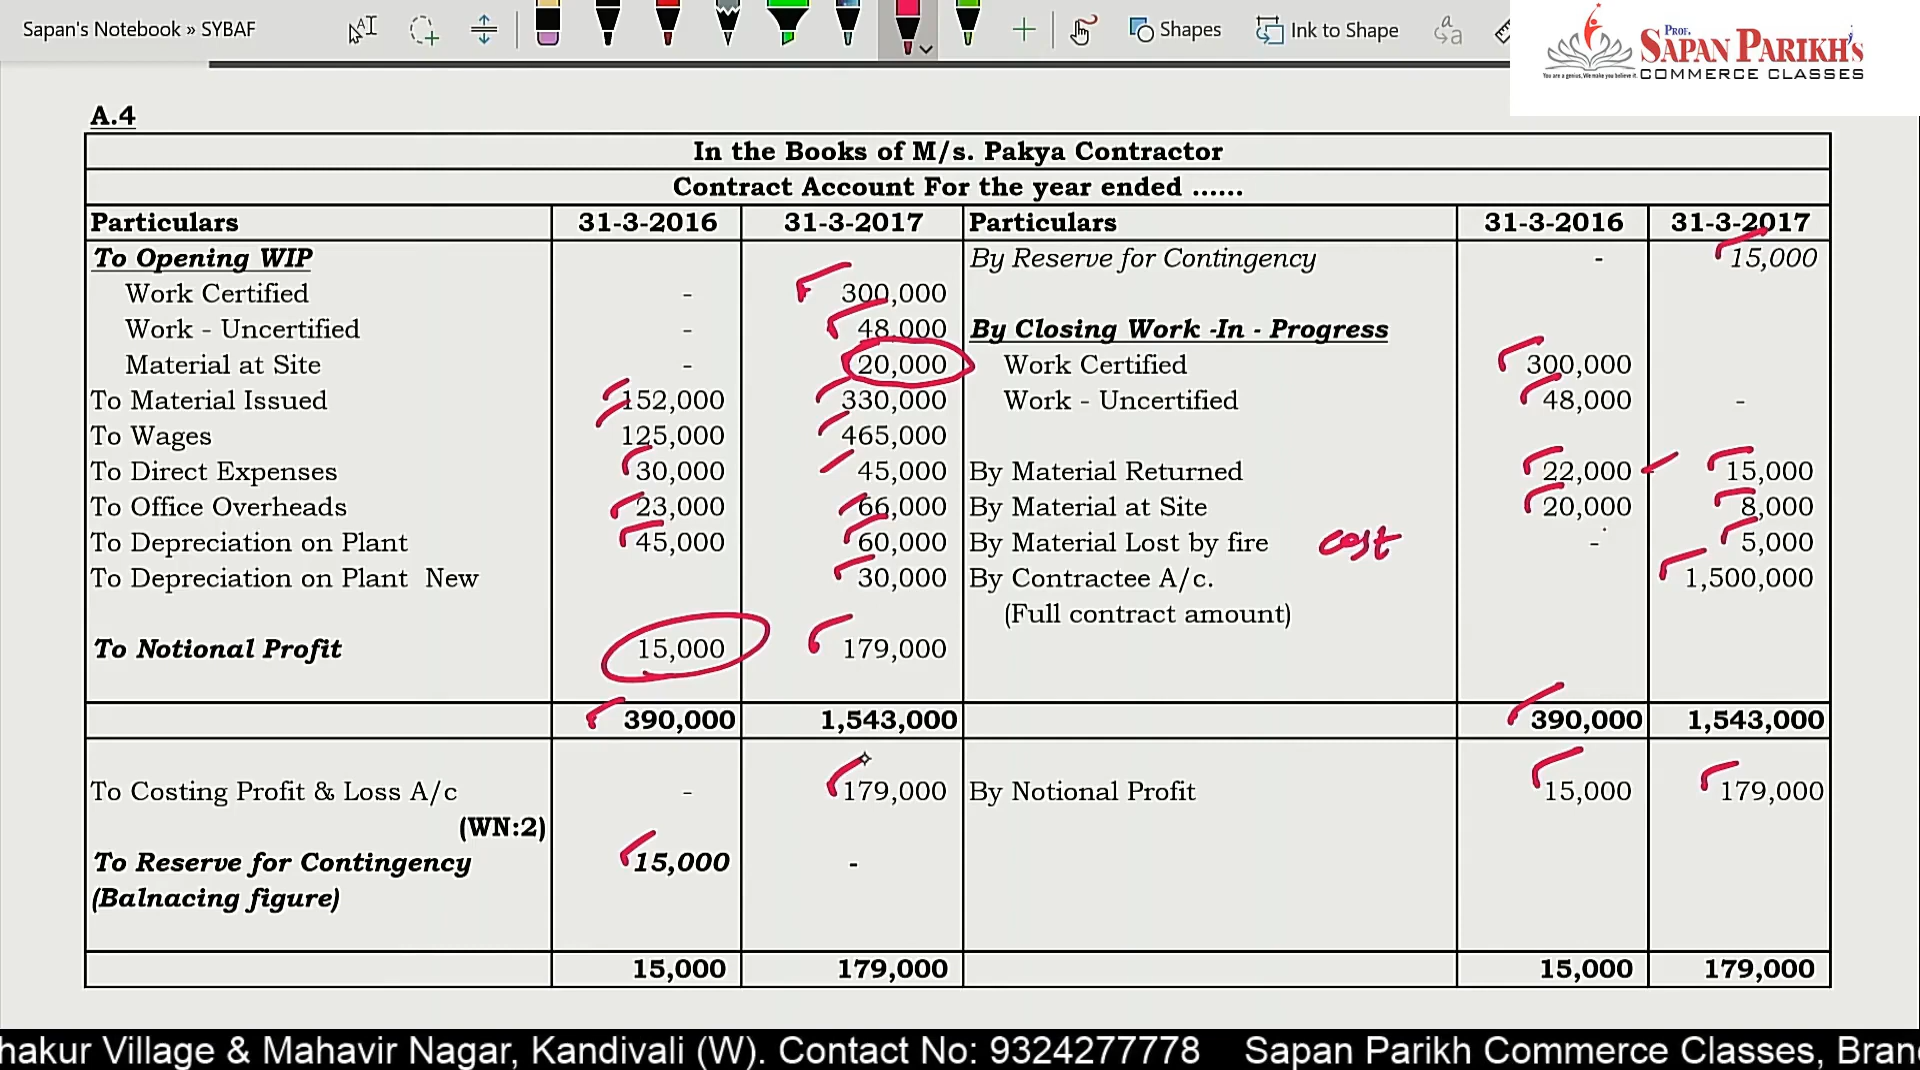 Sapan's Notebook » SYBAF
Shapes
Ink to Shape
PROF.
SAPAN PARIKH'S
You are a genius, We make you believe it.
COMMERCE CLASSES
A.4
In the Books of M/s. Pakya Contractor
Contract Account For the year ended ......
Particulars 31-3-2016 31-3-2017 Particulars 31-3-2016 31-3-2017
To Opening WIP By Reserve for Contingency - 15,000
Work Certified - 300,000
Work - Uncertified - 48,000 By Closing Work -In - Progress
Material at Site - 20,000 Work Certified 300,000
To Material Issued 152,000 330,000 Work - Uncertified 48,000 -
To Wages 125,000 465,000
To Direct Expenses 30,000 45,000 By Material Returned 22,000 15,000
To Office Overheads 23,000 66,000 By Material at Site 20,000 8,000
To Depreciation on Plant 45,000 60,000 By Material Lost by fire cost - 5,000
To Depreciation on Plant New 30,000 By Contractee A/c. 1,500,000
(Full contract amount)
To Notional Profit 15,000 179,000
390,000 1,543,000 390,000 1,543,000
To Costing Profit & Loss A/c - 179,000 By Notional Profit 15,000 179,000
(WN:2)
To Reserve for Contingency 15,000 -
(Balnacing figure)
15,000 179,000 15,000 179,000
hakur Village & Mahavir Nagar, Kandivali (W). Contact No: 9324277778 Sapan Parikh Commerce Classes, Bran